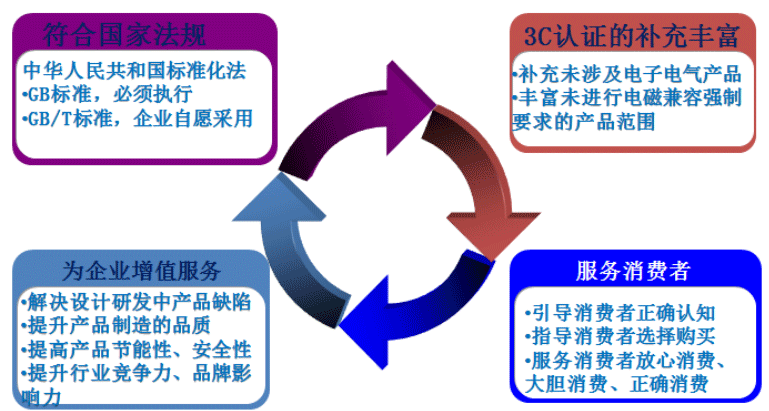 符合国家法规
中华人民共和国标准化法
•GB标准，必须执行
•GB/T标准，企业自愿采用
3C认证的补充丰富
•补充未涉及电子电气产品
•丰富未进行电磁兼容强制
要求的产品范围
为企业增值服务
•解决设计研发中产品缺陷
•提升产品制造的品质
•提高产品节能性、安全性
•提升行业竞争力、品牌影
响力
服务消费者
•引导消费者正确认知
•指导消费者选择购买
•服务消费者放心消费、
大胆消费、正确消费